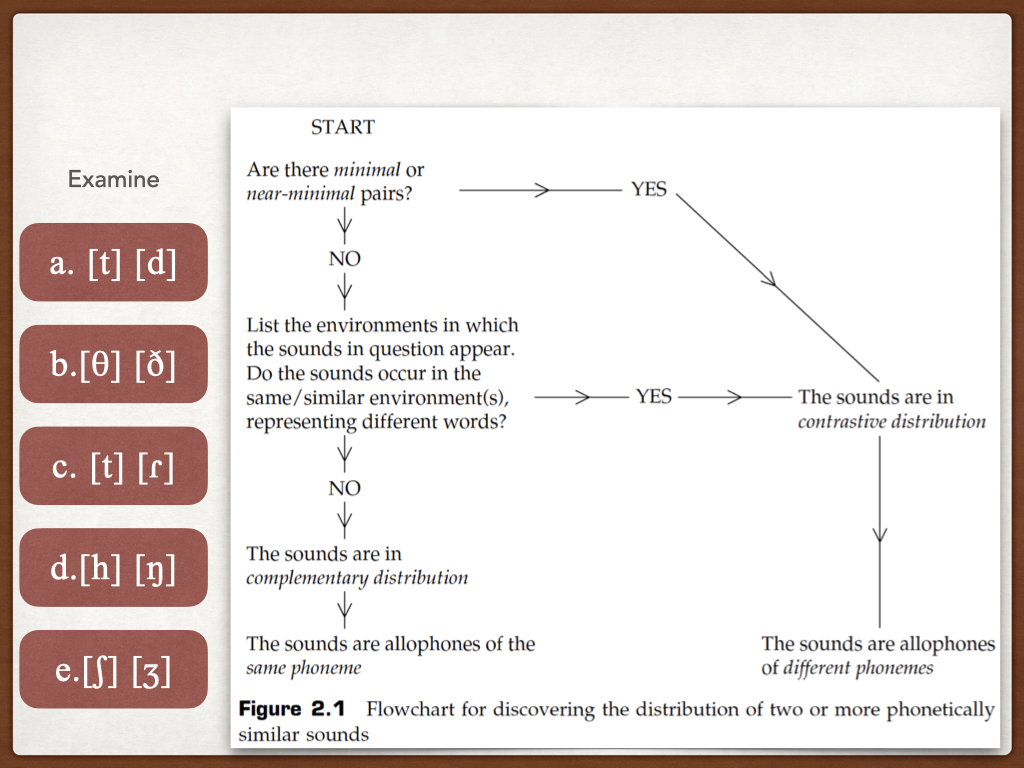 Examine
a. [t] [d]
b.[θ] [ð]
c. [t] [ɾ]
d.[h] [ŋ]
e.[ʃ] [ʒ]
START
Are there minimal or
near-minimal pairs?
YES
NO
List the environments in which
the sounds in question appear.
Do the sounds occur in the
same/similar environment(s),
representing different words?
YES
The sounds are in
contrastive distribution
NO
The sounds are in
complementary distribution
The sounds are allophones of the
same phoneme
The sounds are allophones
of different phonemes
Figure 2.1 Flowchart for discovering the distribution of two or more phonetically
similar sounds